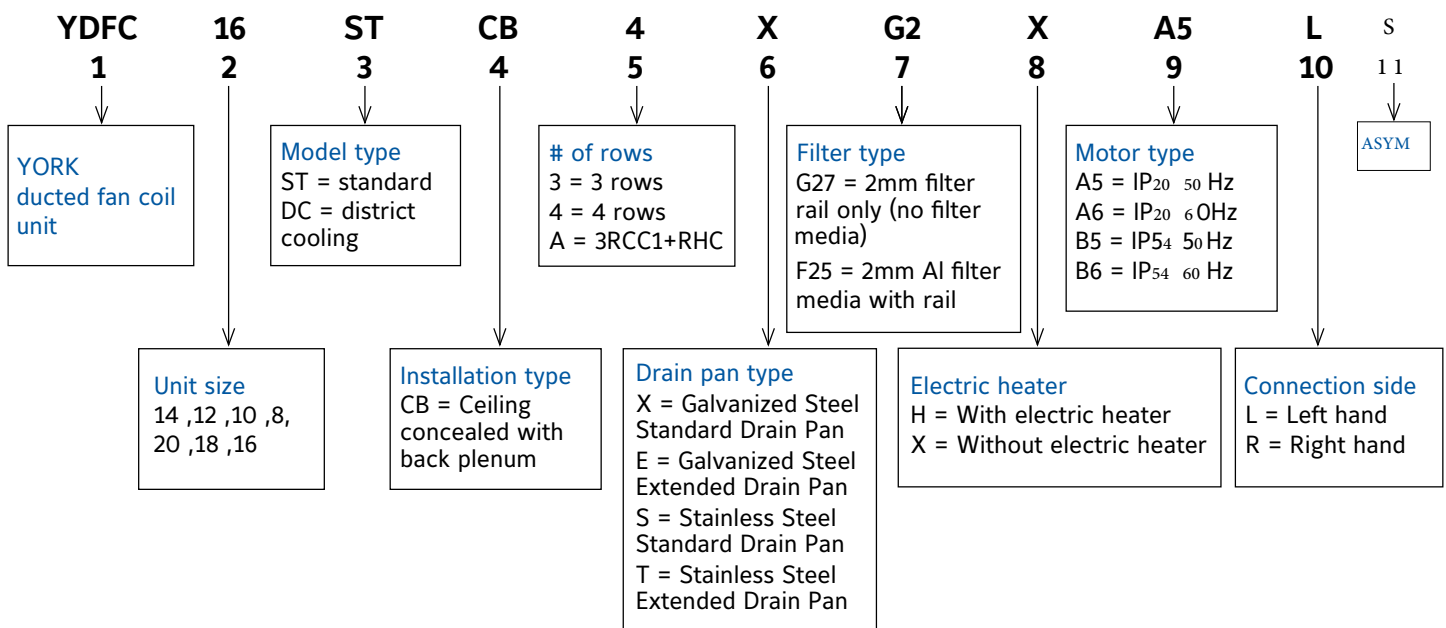 YDFC 16 ST CB 4 X G2 X A5 L S
1 2 3 4 5 6 7 8 9 10 11
YORK
ducted fan coil
unit
Model type
ST = standard
DC = district
cooling
# of rows
3 = 3 rows
4 = 4 rows
A = 3RCC1+RHC
Filter type
G27 = 2mm filter
rail only (no filter
media)
F25 = 2mm Al filter
media with rail
Motor type
A5 = IP20 50 Hz
A6 = IP20 60Hz
B5 = IP54 50 Hz
B6 = IP54 60 Hz
ASYM
Unit size
14 ,12 ,10 ,8,
20 ,18 ,16
Installation type
CB = Ceiling
concealed with
back plenum
Drain pan type
X = Galvanized Steel
Standard Drain Pan
E = Galvanized Steel
Extended Drain Pan
S = Stainless Steel
Standard Drain Pan
T = Stainless Steel
Extended Drain Pan
Electric heater
H = With electric heater
X = Without electric heater
Connection side
L = Left hand
R = Right hand